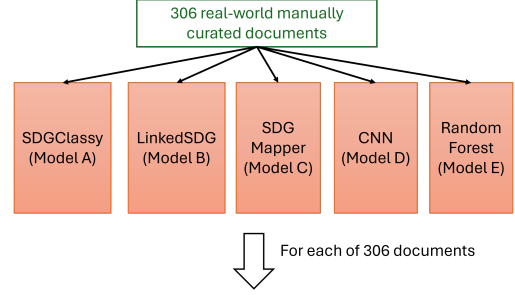 306 real-world manually
curated documents
SDGClassy
(Model A)
LinkedSDG
(Model B)
SDG
Mapper
(Model C)
CNN
(Model D)
Random
Forest
(Model E)
For each of 306 documents